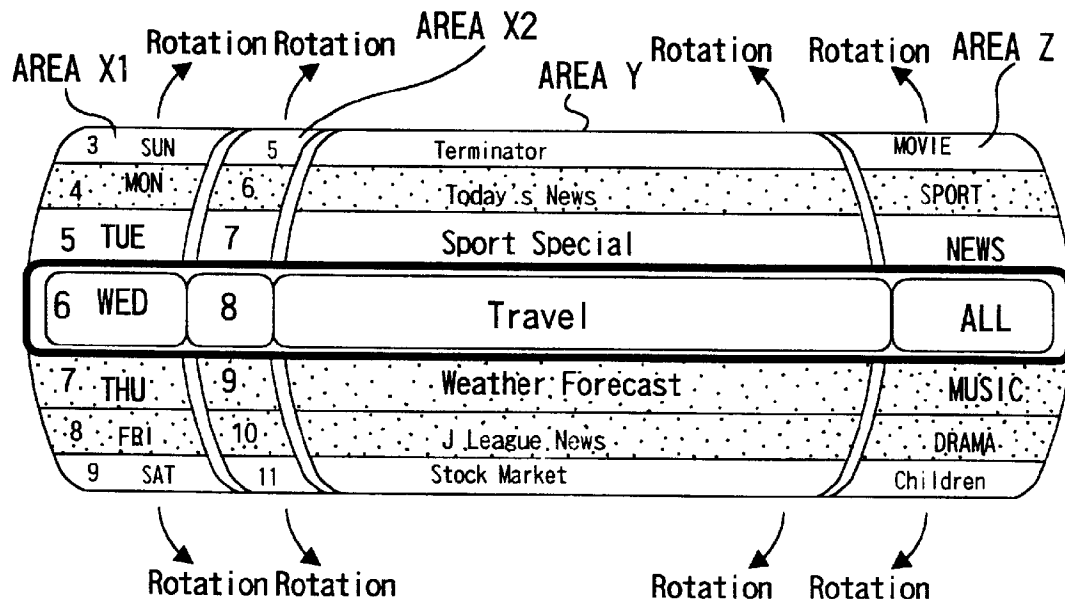 AREA X1 Rotation Rotation AREA X2 AREA Y Rotation Rotation AREA Z
3 SUN 5 Terminator MOVIE
4 MON 6 Today's News SPORT
5 TUE 7 Sport Special NEWS
6 WED 8 Travel ALL
7 THU 9 Weather Forecast MUSIC
8 FRI 10 J League News DRAMA
9 SAT 11 Stock Market Children
Rotation Rotation Rotation Rotation